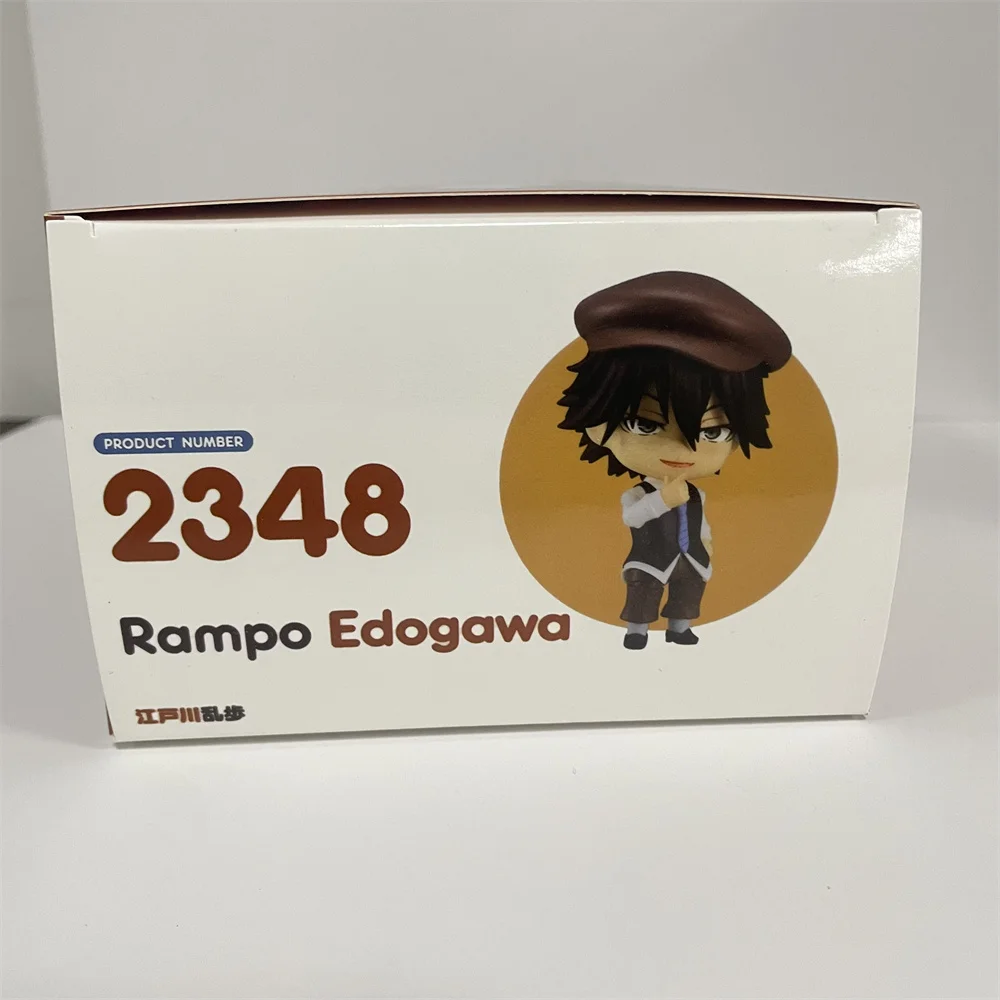 PRODUCT NUMBER
2348
Rampo Edogawa
江戸川乱歩